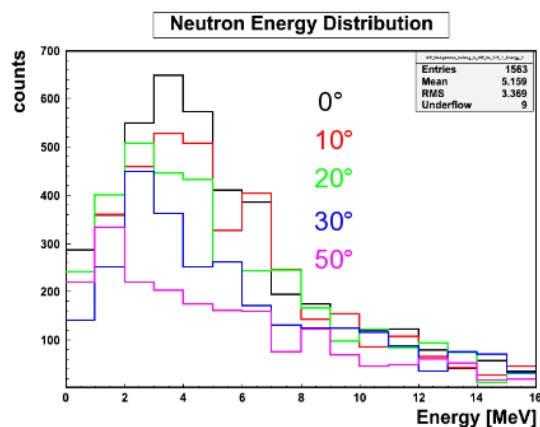 Neutron Energy Distribution
Entries 1563
Mean 5.159
RMS 3.369
Underflow 9
counts
700
600
500
400
300
200
100
0°
10°
20°
30°
50°
0 2 4 6 8 10 12 14 16
Energy [MeV]